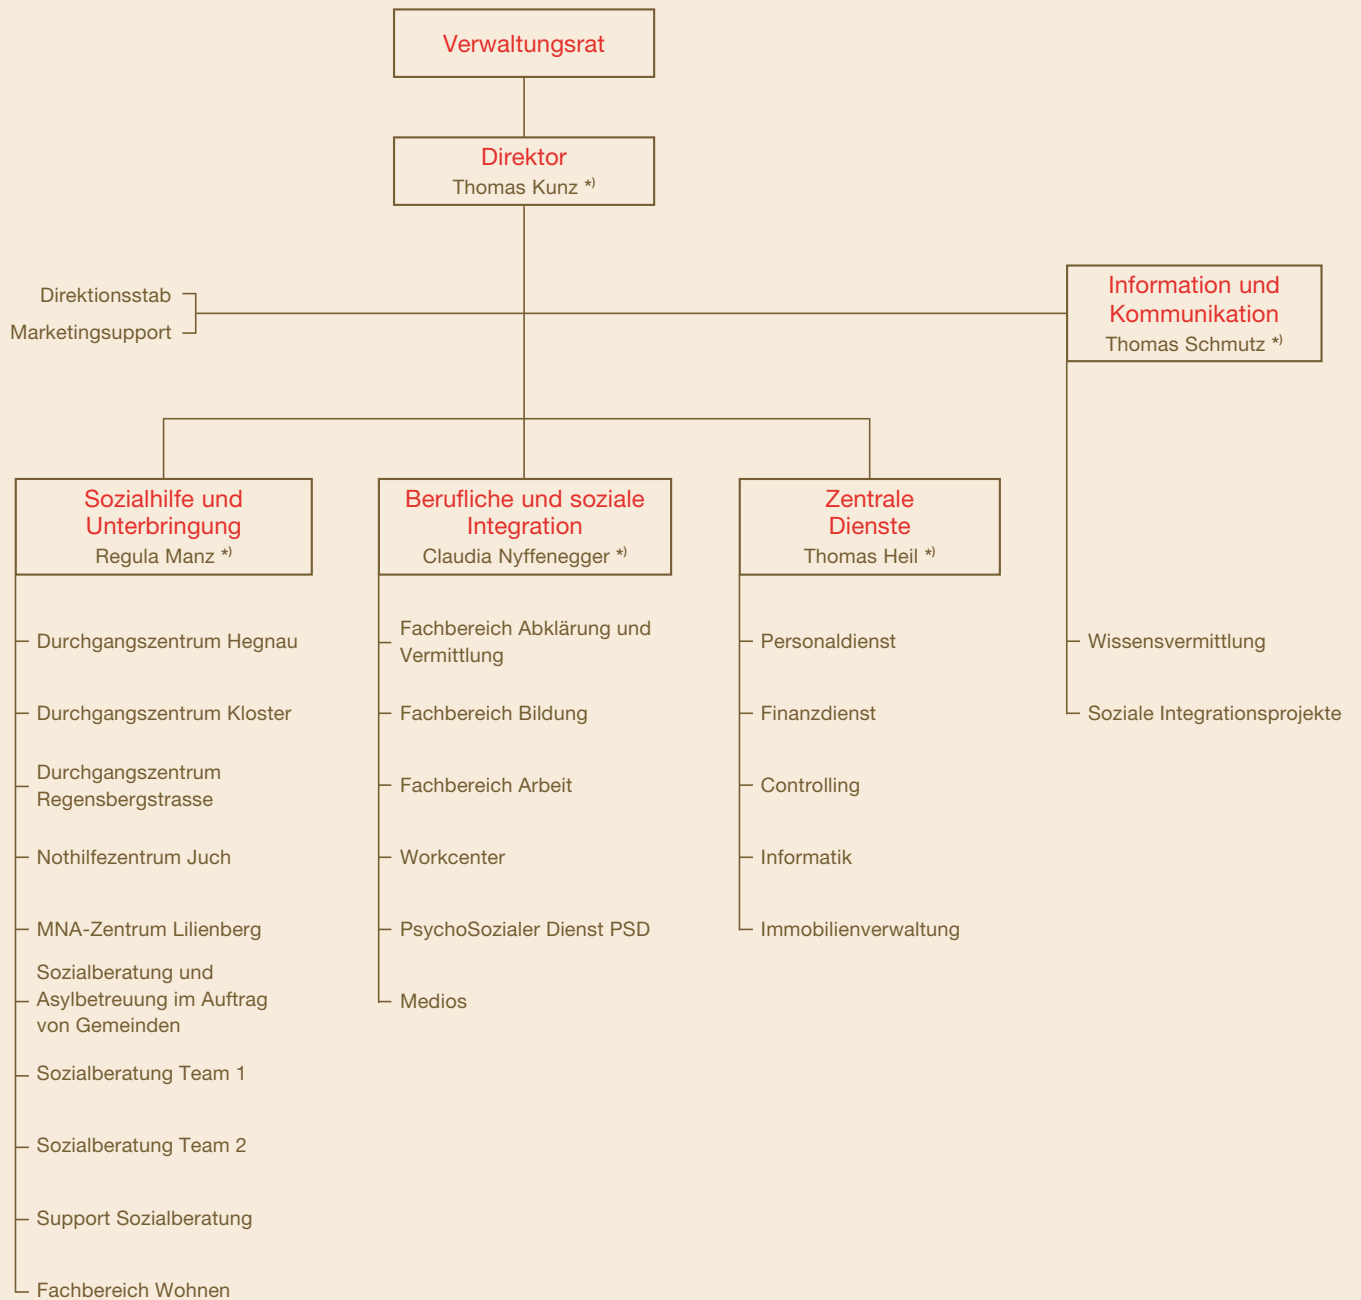 Verwaltungsrat
Direktor
Thomas Kunz *)
Direktionsstab
Marketingsupport
Information und
Kommunikation
Thomas Schmutz *)
Sozialhilfe und
Unterbringung
Regula Manz *)
Durchgangszentrum Hegnau
Durchgangszentrum Kloster
Durchgangszentrum
Regensbergstrasse
Nothilfezentrum Juch
MNA-Zentrum Lilienberg
Sozialberatung und
Asylbetreuung im Auftrag
von Gemeinden
Sozialberatung Team 1
Sozialberatung Team 2
Support Sozialberatung
Fachbereich Wohnen
Berufliche und soziale
Integration
Claudia Nyffenegger *)
Fachbereich Abklärung und
Vermittlung
Fachbereich Bildung
Fachbereich Arbeit
Workcenter
PsychoSozialer Dienst PSD
Medios
Zentrale
Dienste
Thomas Heil *)
Personaldienst
Finanzdienst
Controlling
Informatik
Immobilienverwaltung
Wissensvermittlung
Soziale Integrationsprojekte